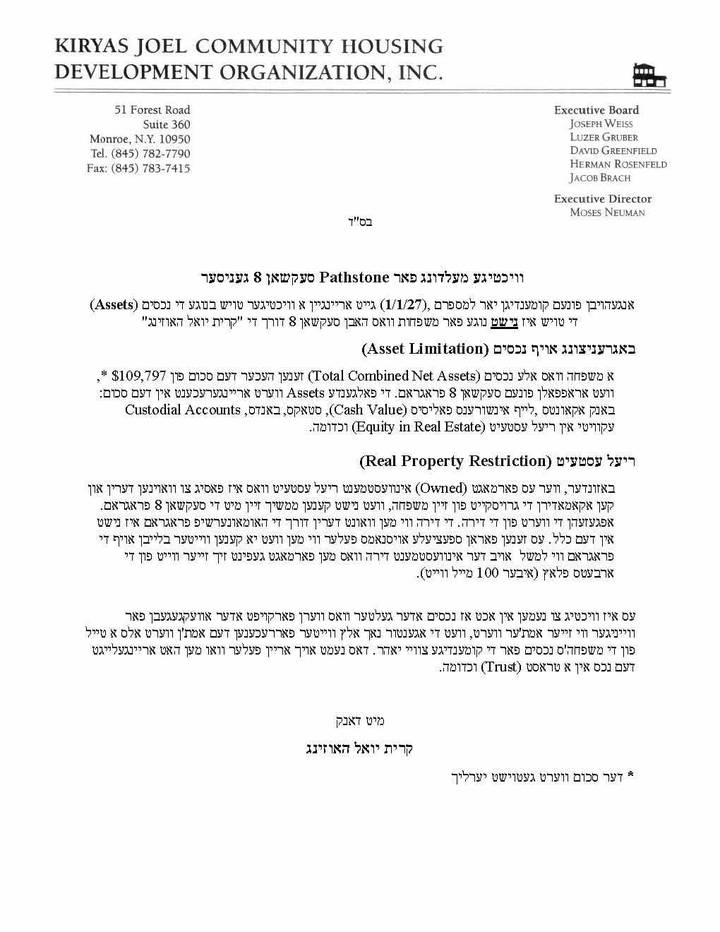 KIRYAS JOEL COMMUNITY HOUSING
DEVELOPMENT ORGANIZATION, INC.
51 Forest Road
Suite 360
Monroe, N.Y. 10950
Tel. (845) 782-7790
Fax: (845) 783-7415
Executive Board
JOSEPH WEISS
LUZER GRUBER
DAVID GREENFIELD
HERMAN ROSENFELD
JACOB BRACH
Executive Director
MOSES NEUMAN
בס"ד
וויכטיגע מעלדונג פאר Pathstone סעקשאן 8 געניסער
אנגעהויבן פונעם קומענדיגן יאר למספרם ,(1/1/27) גייט אריינגיין א וויכטיגער טויש בנוגע די נכסים (Assets)
די טויש איז נישט נוגע פאר משפחות וואס האבן סעקשאן 8 דורך די "קרית יואל האוזינג"
באגרעניצונג אויף נכסים (Asset Limitation)
א משפחה וואס אלע נכסים (Total Combined Net Assets) זענען העכער דעם סכום פון $109,797 *,
וועט אראפפאלן פונעם סעקשאן 8 פראגראם. די פאלגענדע Assets ווערט אריינגערעכענט אין דעם סכום:
באנק אקאונטס ,לייף אינשורענס פאליסיס (Cash Value), סטאקס, באנדס, Custodial Accounts
עקוויטי אין ריעל עסטעיט (Equity in Real Estate) וכדומה.
ריעל עסטעיט (Real Property Restriction)
באזונדער, ווער עס פארמאגט (Owned) אינוועסטמענט ריעל עסטעיט וואס איז פאסיג צו וואוינען דערין און
קען אקאמאדירן די גרויסקייט פון זיין משפחה, וועט נישט קענען ממשיך זיין מיט די סעקשאן 8 פראגראם.
אפגעזהן די ווערט פון די דירה. די דירה ווי מען וואונט דערין דורך די האומאונערשיפ פראגראם איז נישט
אין דעם כלל. עס זענען פאראן ספעציעלע אויסנאמס פעלער ווי מען וועט יא קענען ווייטער בלייבן אויף די
פראגראם ווי למשל  אויב דער אינוועסטמענט דירה וואס מען פארמאגט געפינט זיך זייער ווייט פון די
ארבעטס פלאץ (איבער 100 מייל ווייט).
עס איז וויכטיג צו נעמען אין אכט אז נכסים אדער געלטער וואס ווערן פארקויפט אדער אוועקגעגעבן פאר
ווייניגער ווי זייער אמת'ער ווערט, וועט די אגענטור נאך אלץ ווייטער פאררעכענען דעם אמת'ן ווערט אלס א טייל
פון די משפחה'ס נכסים פאר די קומענדיגע צוויי יאהר. דאס נעמט אויך אריין פעלער וואו מען האט אריינגעלייגט
דעם נכס אין א טראסט (Trust) וכדומה.
מיט דאנק
קרית יואל האוזינג
* דער סכום ווערט געטוישט יערליך